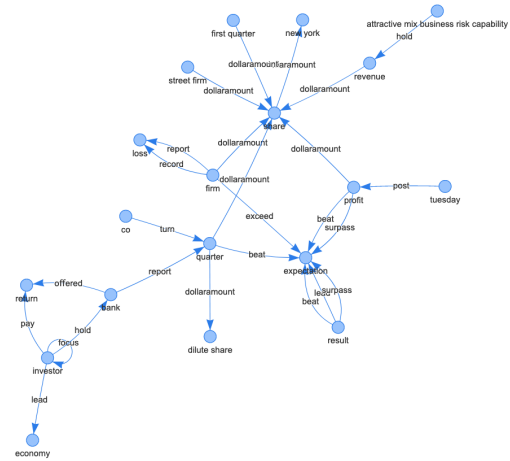 attractive mix business risk capability
first quarter
new york
hold
dollaramount
dollaramount
revenue
street firm
dollaramount
dollaramount
share
dollaramount
report
loss
dollaramount
record
firm
dollaramount
profit
post
tuesday
exceed
beat
surpass
co
turn
quarter
beat
expectation
report
dollaramount
lead
surpass
beat
offered
return
bank
pay
hold
focus
result
dilute share
investor
lead
economy